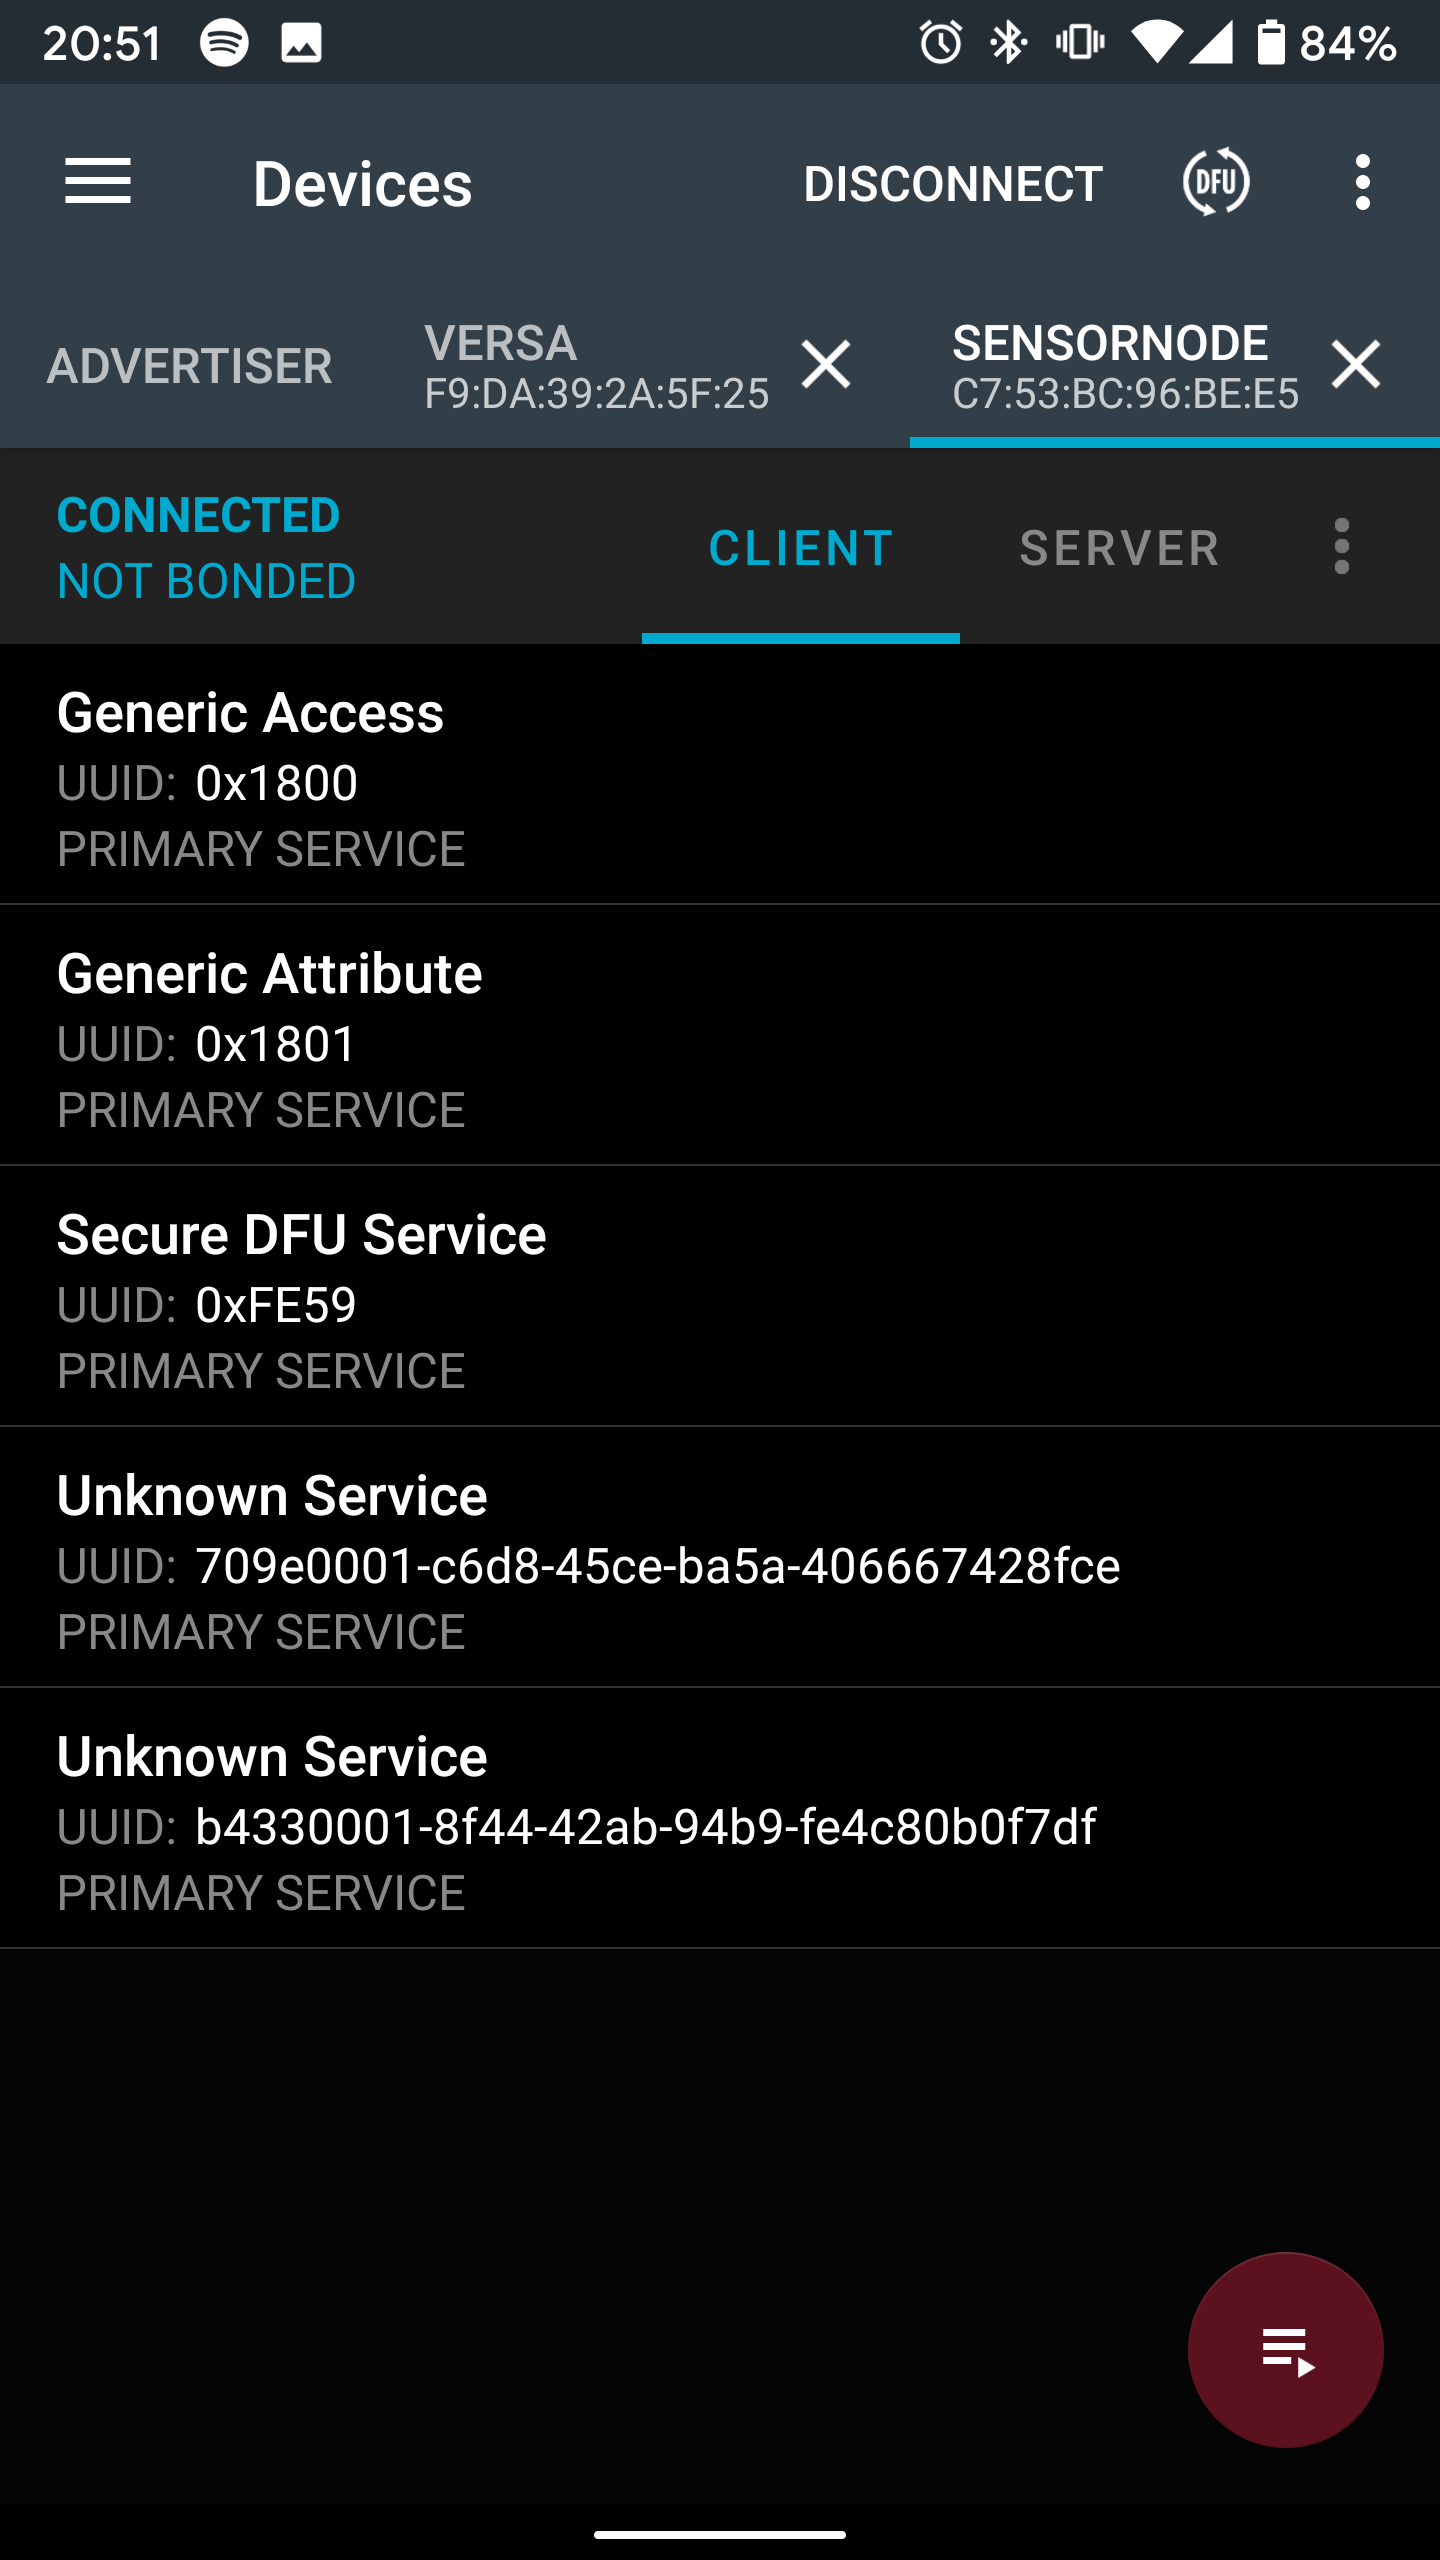 20:51 84%
Devices DISCONNECT DFU
ADVERTISER
VERSA
F9:DA:39:2A:5F:25
SENSORNODE
C7:53:BC:96:BE:E5
CONNECTED
NOT BONDED
CLIENT SERVER
Generic Access
UUID: 0x1800
PRIMARY SERVICE
Generic Attribute
UUID: 0x1801
PRIMARY SERVICE
Secure DFU Service
UUID: 0xFE59
PRIMARY SERVICE
Unknown Service
UUID: 709e0001-c6d8-45ce-ba5a-406667428fce
PRIMARY SERVICE
Unknown Service
UUID: b4330001-8f44-42ab-94b9-fe4c80b0f7df
PRIMARY SERVICE